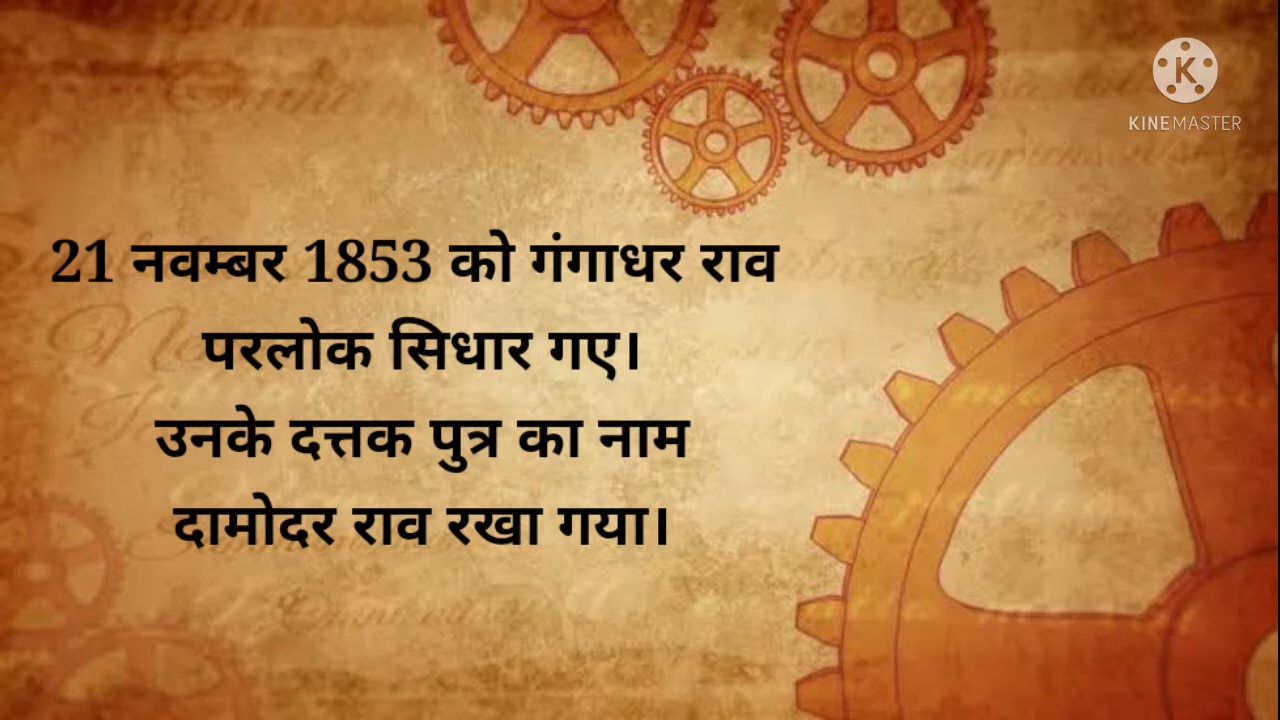 21 नवम्बर 1853 को गंगाधर राव
परलोक सिधार गए।
उनके दत्तक पुत्र का नाम
दामोदर राव रखा गया।
K
KINEMASTER